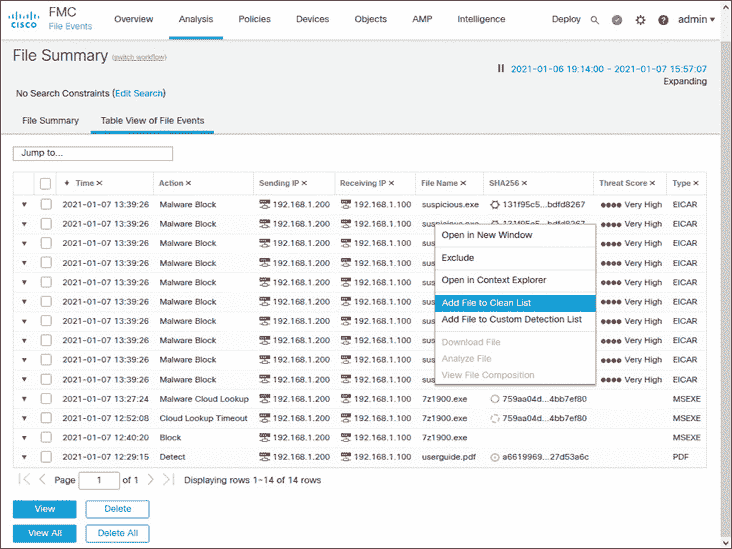 CISCO
FMC
File Events
Overview Analysis Policies Devices Objects AMP Intelligence Deploy admin
File Summary (switch workflow)
2021-01-06 19:14:00 - 2021-01-07 15:57:07
Expanding
No Search Constraints (Edit Search)
File Summary Table View of File Events
Jump to...
Time Action Sending IP Receiving IP File Name SHA256 Threat Score Type
2021-01-07 13:39:26 Malware Block 192.168.1.200 192.168.1.100 suspicious.exe 131f95c5...bdfd8267 Very High EICAR
2021-01-07 13:39:26 Malware Block 192.168.1.200 192.168.1.100 suspicious.exe 131f95c5...bdfd8267 Very High EICAR
2021-01-07 13:39:26 Malware Block 192.168.1.200 192.168.1.100 Very High EICAR
2021-01-07 13:39:26 Malware Block 192.168.1.200 192.168.1.100 Very High EICAR
2021-01-07 13:39:26 Malware Block 192.168.1.200 192.168.1.100 Very High EICAR
2021-01-07 13:39:26 Malware Block 192.168.1.200 192.168.1.100 Very High EICAR
2021-01-07 13:39:26 Malware Block 192.168.1.200 192.168.1.100 Very High EICAR
2021-01-07 13:39:26 Malware Block 192.168.1.200 192.168.1.100 Very High EICAR
2021-01-07 13:39:26 Malware Block 192.168.1.200 192.168.1.100 Very High EICAR
2021-01-07 13:39:26 Malware Block 192.168.1.200 192.168.1.100 Very High EICAR
Open in New Window
Exclude
Open in Context Explorer
Add File to Clean List
Add File to Custom Detection List
Download File
Analyze File
View File Composition
2021-01-07 13:27:24 Malware Cloud Lookup 192.168.1.200 192.168.1.100 7z1900.exe 759aa04d...4bb7ef80 MSEXE
2021-01-07 12:52:08 Cloud Lookup Timeout 192.168.1.200 192.168.1.100 7z1900.exe 759aa04d...4bb7ef80 MSEXE
2021-01-07 12:40:20 Block 192.168.1.200 192.168.1.100 7z1900.exe MSEXE
2021-01-07 12:29:15 Detect 192.168.1.200 192.168.1.100 userguide.pdf a6619969...27d53a6c PDF
Page 1 of 1 Displaying rows 1-14 of 14 rows
View Delete
View All Delete All